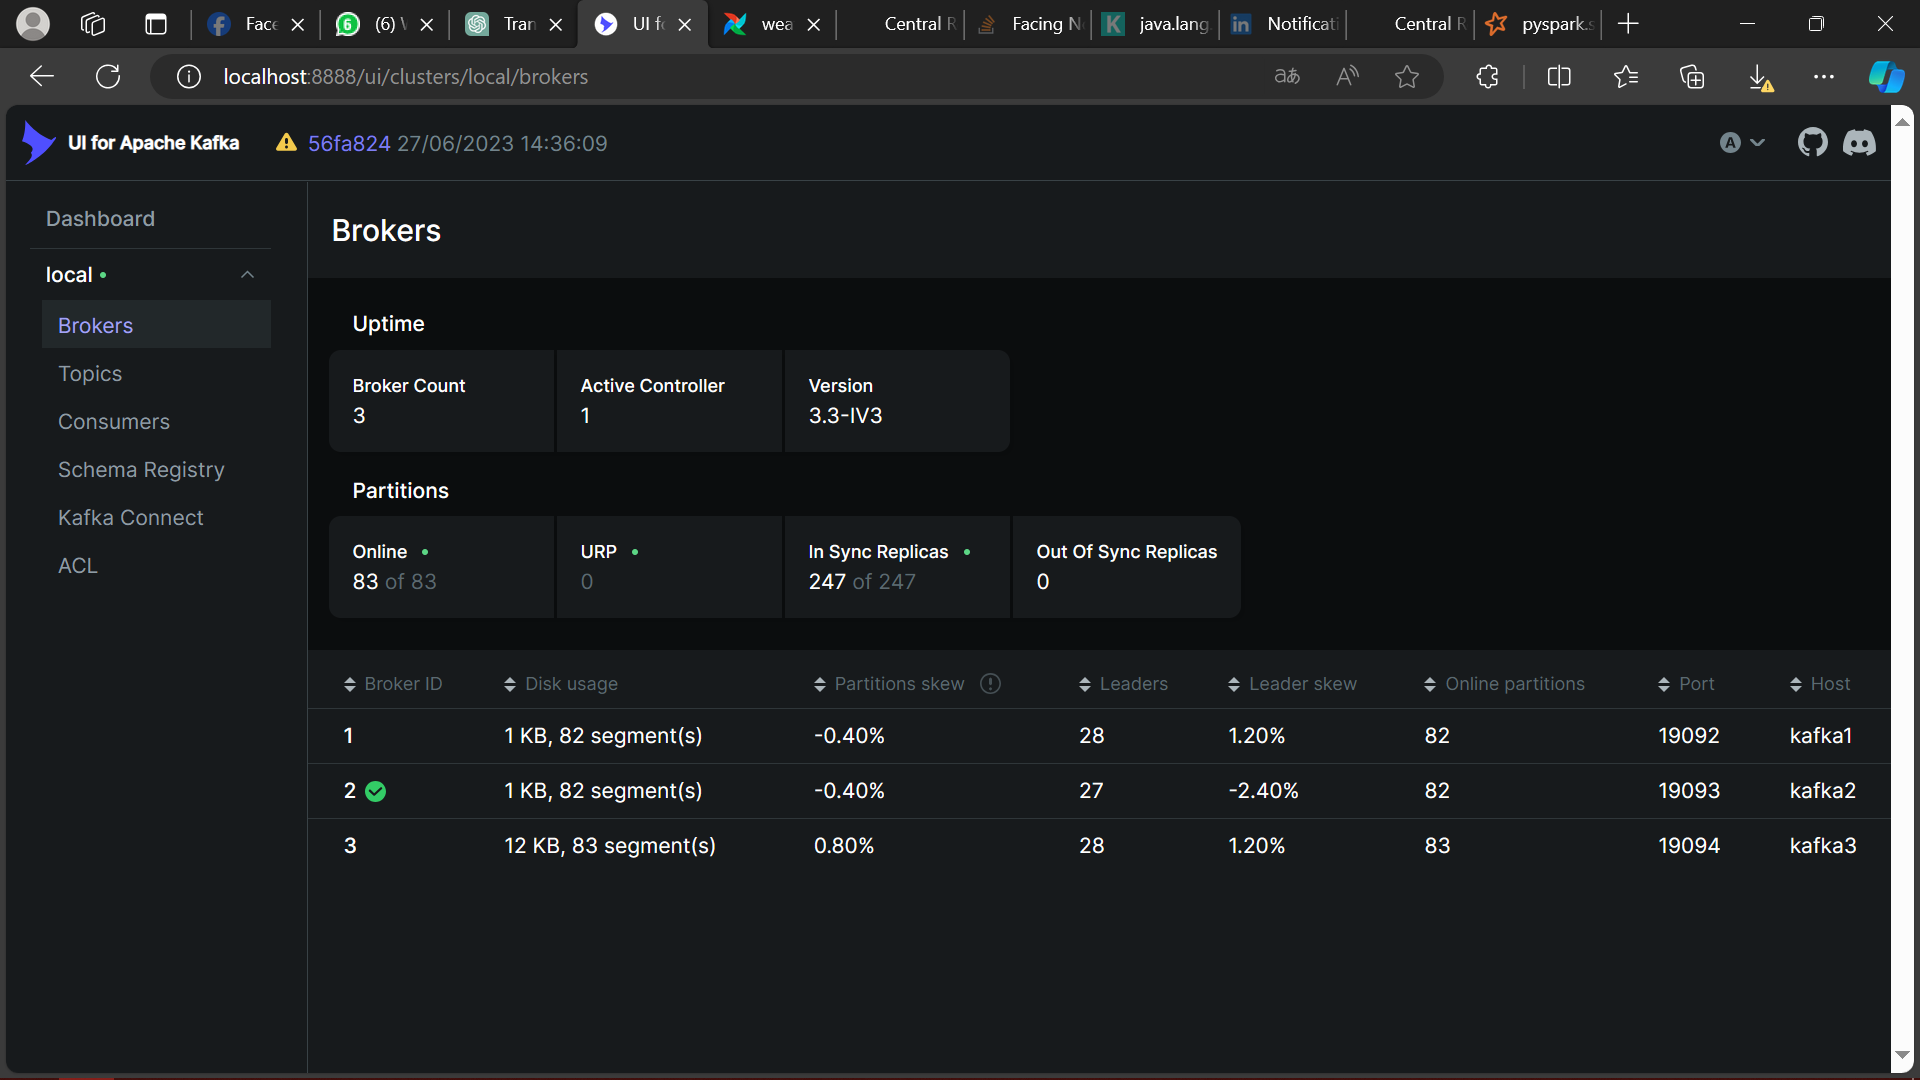 Face
6
(6) W
Tran
UI fo
wea
Central R
Facing N
K
java.lang.
in
Notificati
Central R
pyspark.s
localhost:8888/ui/clusters/local/brokers
aあ
UI for Apache Kafka
56fa824 27/06/2023 14:36:09
A
Dashboard
local
Brokers
Topics
Consumers
Schema Registry
Kafka Connect
ACL
Brokers
Uptime
Broker Count
3
Active Controller
1
Version
3.3-IV3
Partitions
Online
83 of 83
URP
0
In Sync Replicas
247 of 247
Out Of Sync Replicas
0
Broker ID Disk usage Partitions skew Leaders Leader skew Online partitions Port Host
1 1 KB, 82 segment(s) -0.40% 28 1.20% 82 19092 kafka1
2 1 KB, 82 segment(s) -0.40% 27 -2.40% 82 19093 kafka2
3 12 KB, 83 segment(s) 0.80% 28 1.20% 83 19094 kafka3